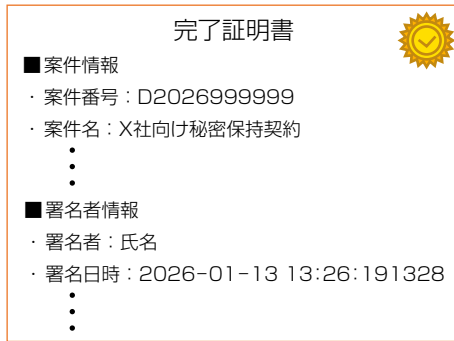 完了証明書
■案件情報
・案件番号：D2026999999
・案件名：X社向け秘密保持契約
■署名者情報
・署名者：氏名
・署名日時：2026-01-13 13:26:191328